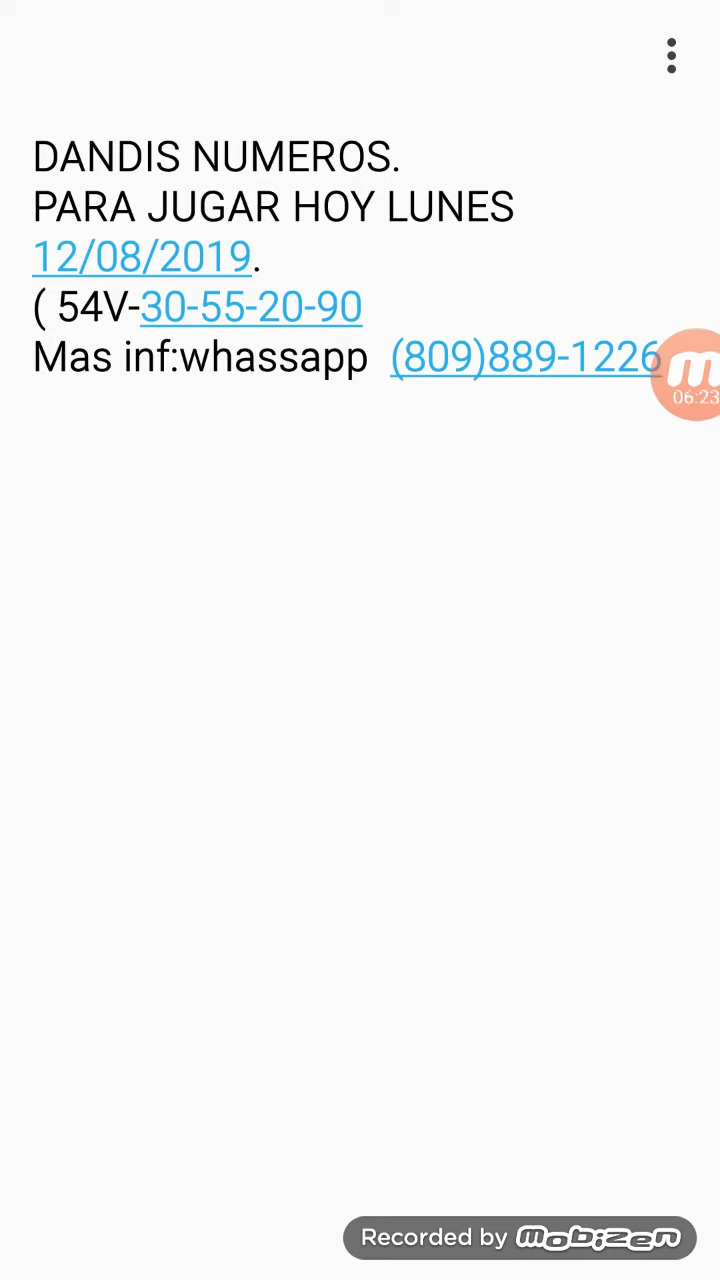 DANDIS NUMEROS.
PARA JUGAR HOY LUNES
12/08/2019.
( 54V-30-55-20-90
Mas inf:whassapp (809)889-1226
06:23
Recorded by mobizen